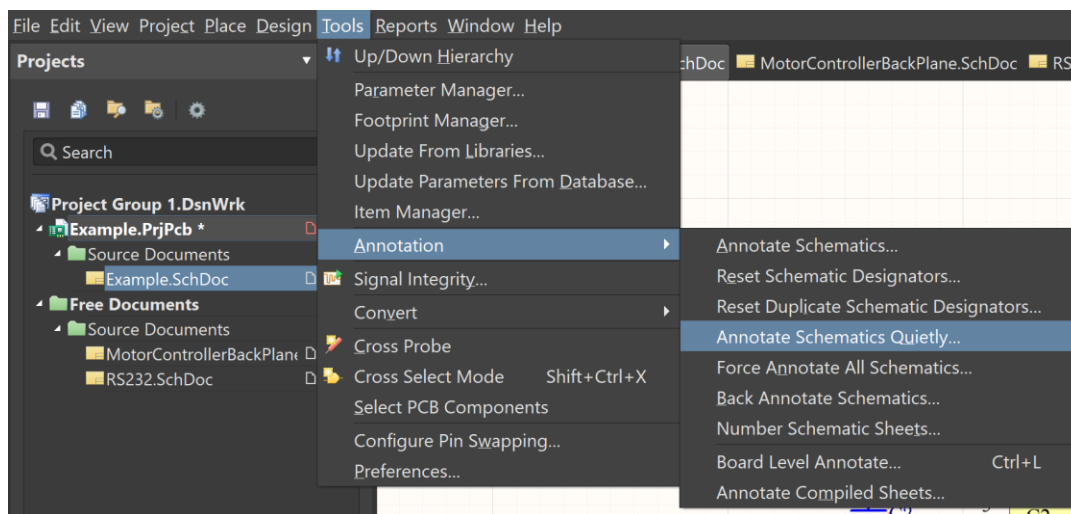 File Edit View Project Place Design Tools Reports Window Help
Projects
Search
Project Group 1.DsnWrk
Example.PrjPcb *
Source Documents
Example.SchDoc
Free Documents
Source Documents
MotorControllerBackPlane
RS232.SchDoc
Up/Down Hierarchy
Parameter Manager...
Footprint Manager...
Update From Libraries...
Update Parameters From Database...
Item Manager...
Annotation
Signal Integrity...
Convert
Cross Probe
Cross Select Mode Shift+Ctrl+X
Select PCB Components
Configure Pin Swapping...
Preferences...
hDoc MotorControllerBackPlane.SchDoc RS
Annotate Schematics...
Reset Schematic Designators...
Reset Duplicate Schematic Designators...
Annotate Schematics Quietly...
Force Annotate All Schematics...
Back Annotate Schematics...
Number Schematic Sheets...
Board Level Annotate... Ctrl+L
Annotate Compiled Sheets...